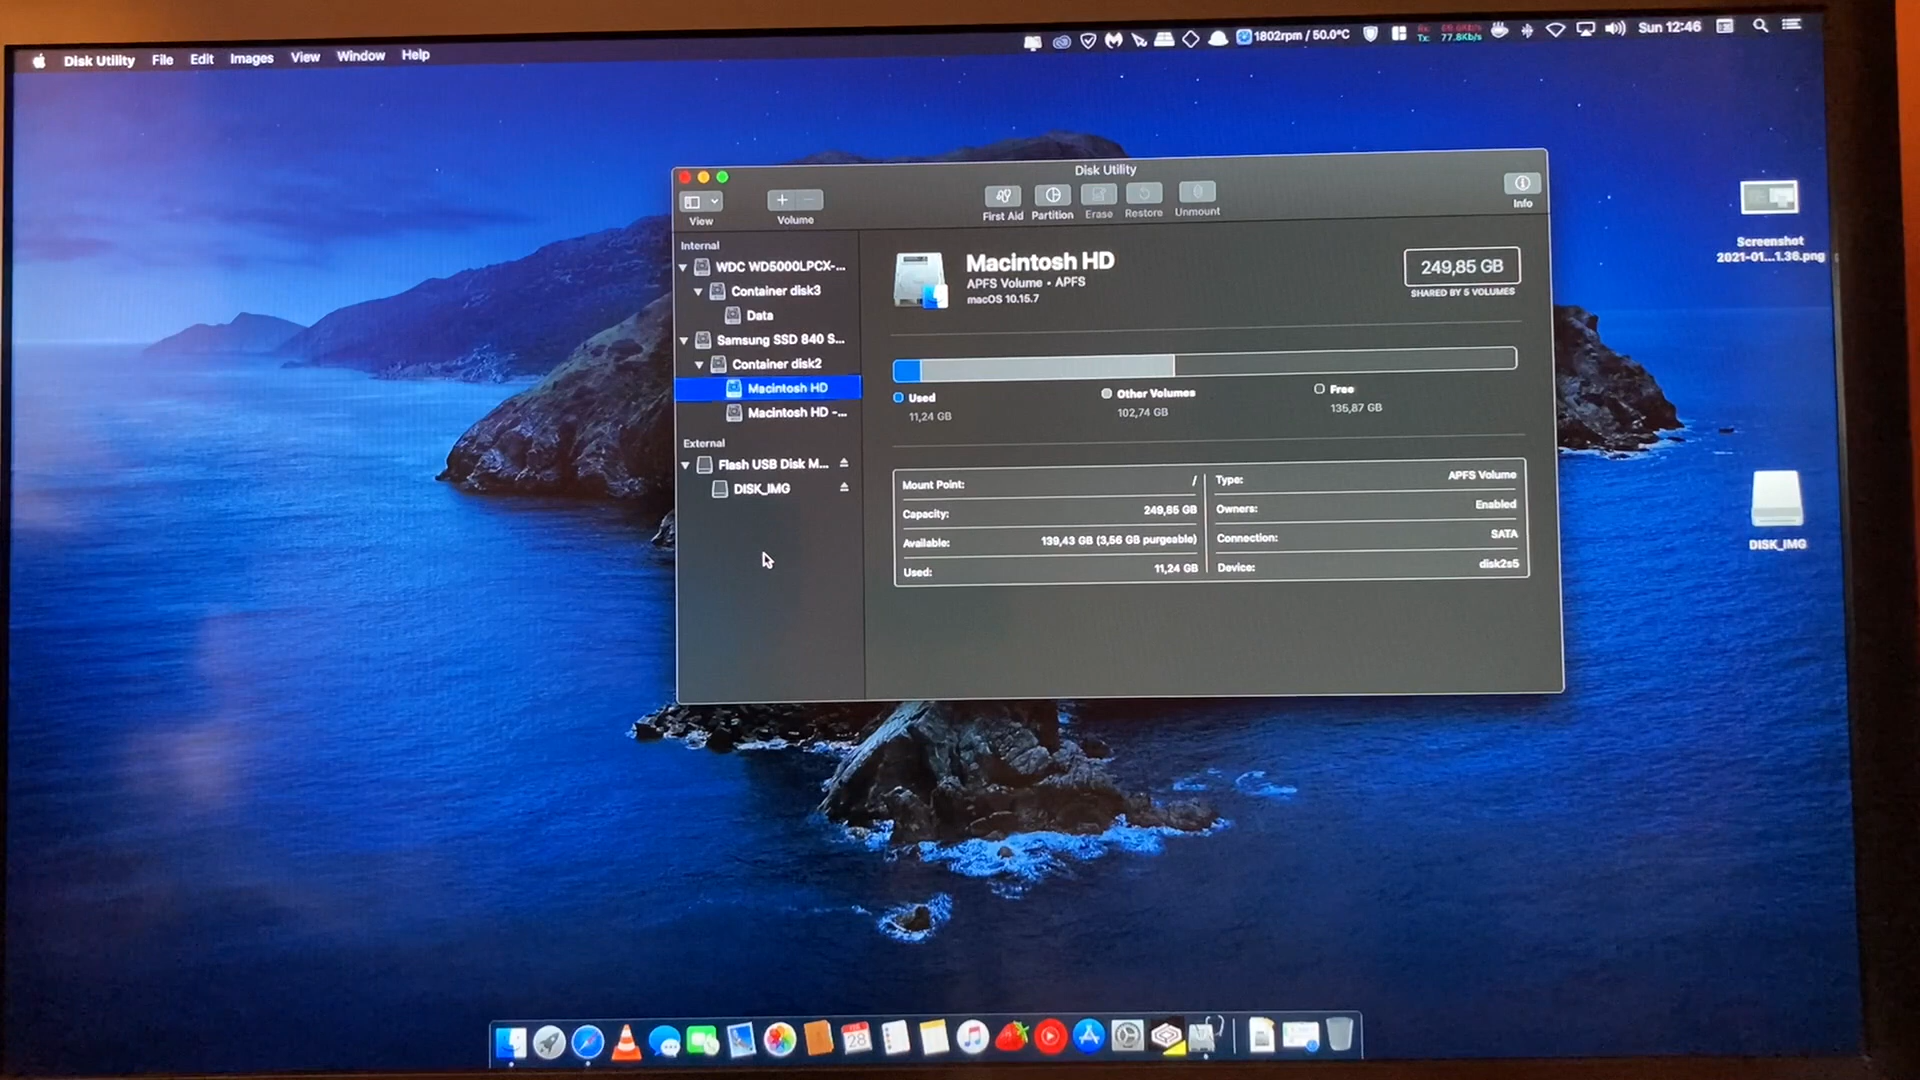 Disk Utility File Edit Images View Window Help
1802rpm / 50.0°C
Tx: 77.8Kb/s
Sun 12:46
Disk Utility
View
Volume
First Aid Partition Erase Restore Unmount
Info
Internal
WDC WD5000LPCX-...
Container disk3
Data
Samsung SSD 840 S...
Container disk2
Macintosh HD
Macintosh HD -...
External
Flash USB Disk M...
DISK_IMG
Macintosh HD
APFS Volume • APFS
macOS 10.15.7
249,85 GB
SHARED BY 5 VOLUMES
Used
11,24 GB
Other Volumes
102,74 GB
Free
135,87 GB
Mount Point: /
Capacity: 249,85 GB
Available: 139,43 GB (3,56 GB purgeable)
Used: 11,24 GB
Type: APFS Volume
Owners: Enabled
Connection: SATA
Device: disk2s5
Screenshot
2021-01...1.36.png
DISK_IMG
28